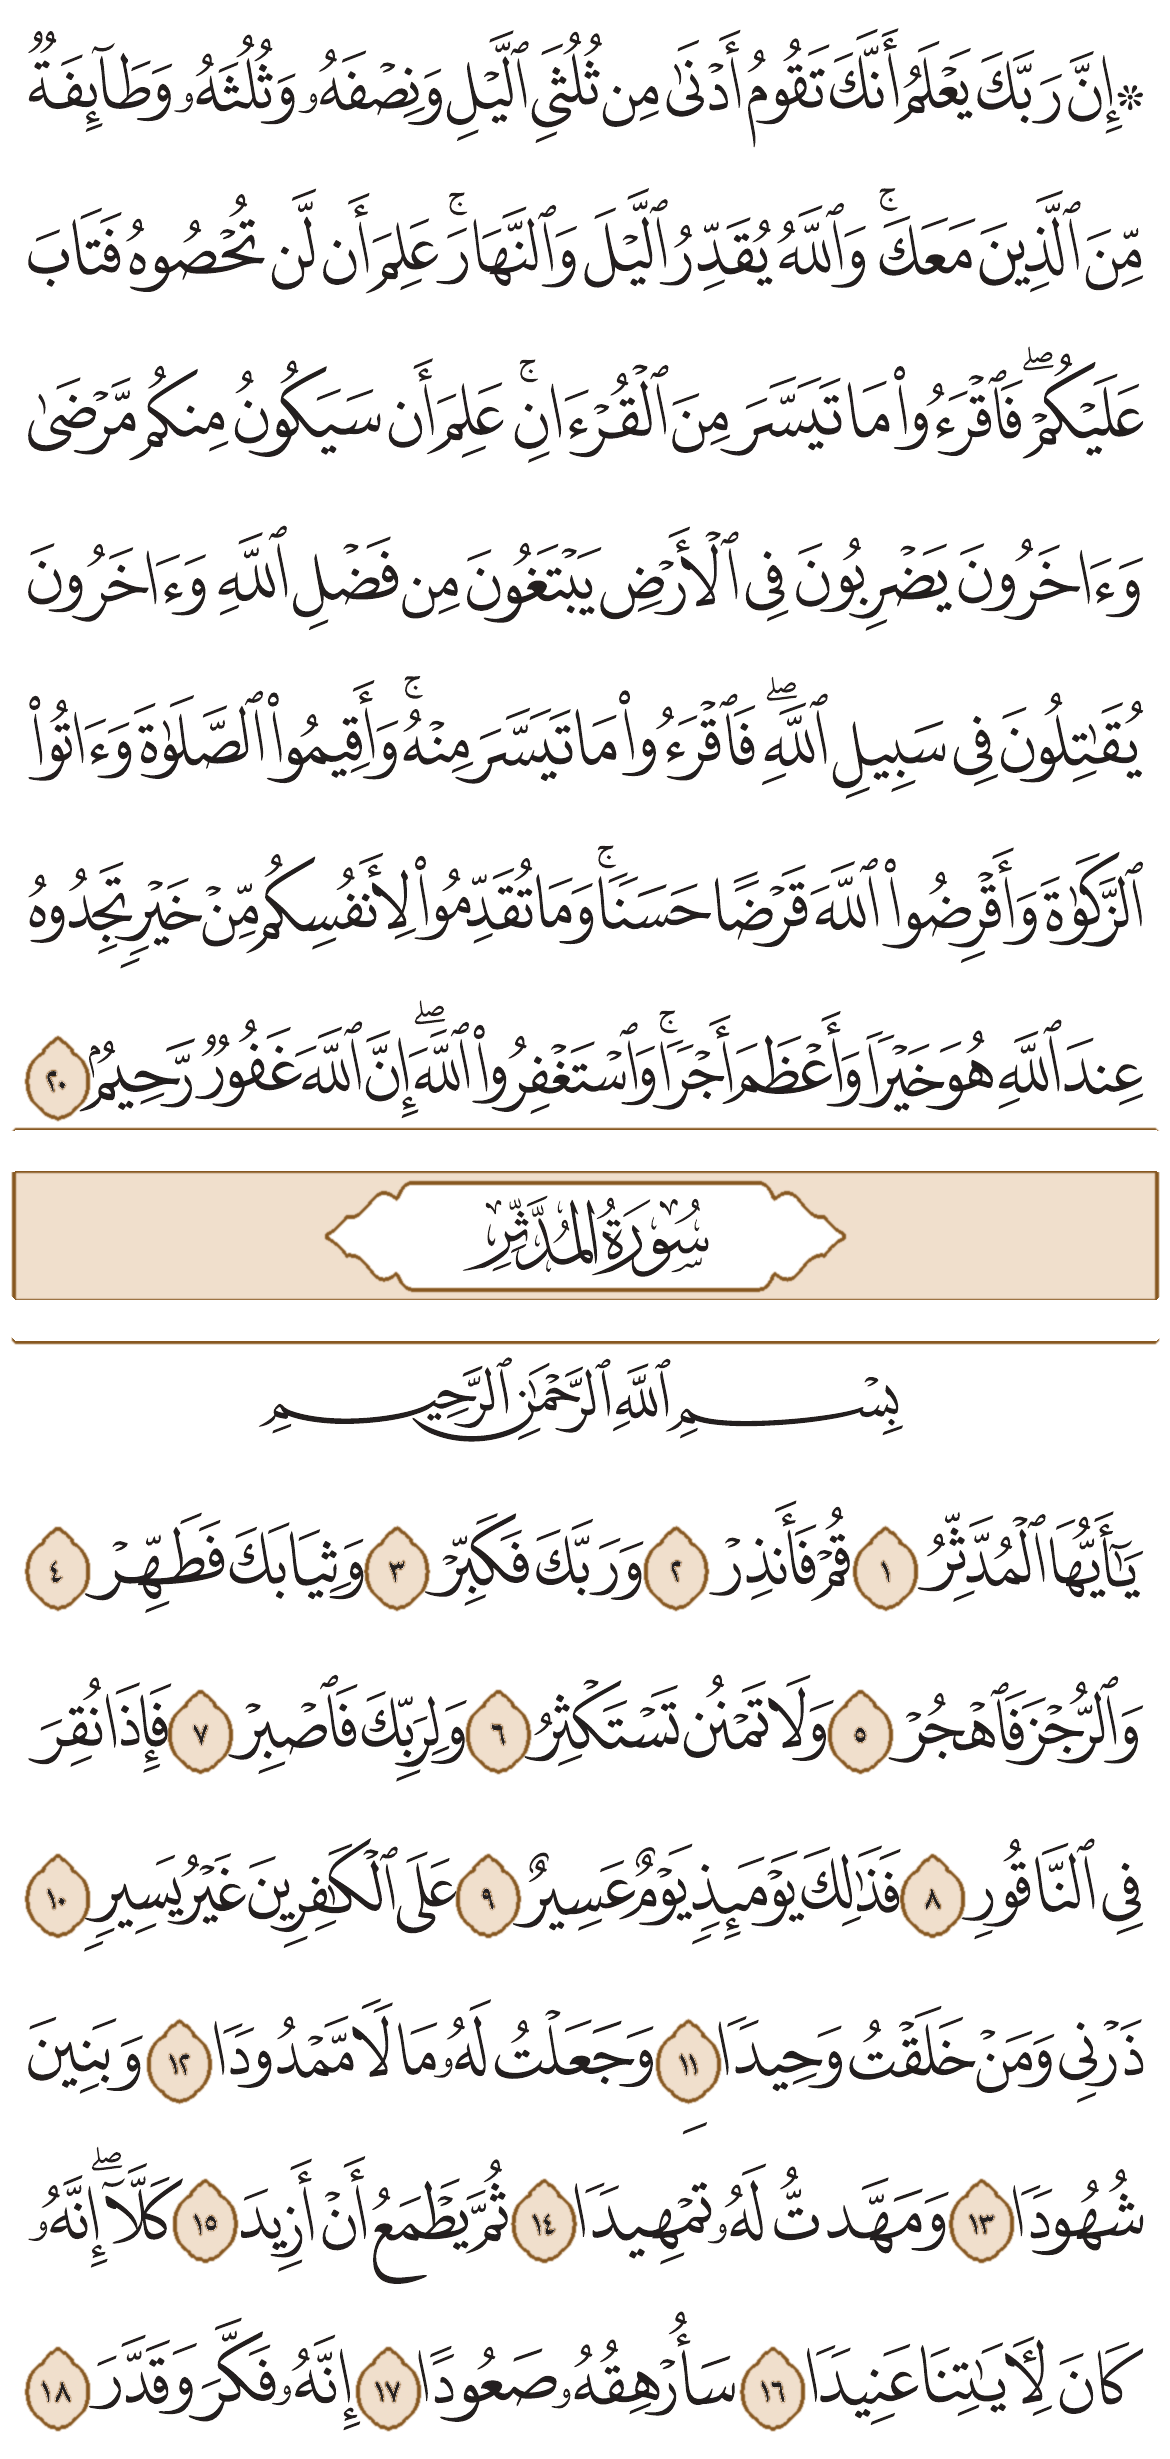 ۞إِنَّ رَبَّكَ يَعۡلَمُ أَنَّكَ تَقُومُ أَدۡنَىٰ مِن ثُلُثَيِ ٱلَّيۡلِ وَنِصۡفَهُۥ وَثُلُثَهُۥ وَطَآئِفَةٞ
مِّنَ ٱلَّذِينَ مَعَكَۚ وَٱللَّهُ يُقَدِّرُ ٱلَّيۡلَ وَٱلنَّهَارَۚ عَلِمَ أَن لَّن تُحۡصُوهُ فَتَابَ
عَلَيۡكُمۡۖ فَٱقۡرَءُواْ مَا تَيَسَّرَ مِنَ ٱلۡقُرۡءَانِۚ عَلِمَ أَن سَيَكُونُ مِنكُم مَّرۡضَىٰ
وَءَاخَرُونَ يَضۡرِبُونَ فِي ٱلۡأَرۡضِ يَبۡتَغُونَ مِن فَضۡلِ ٱللَّهِ وَءَاخَرُونَ
يُقَٰتِلُونَ فِي سَبِيلِ ٱللَّهِۖ فَٱقۡرَءُواْ مَا تَيَسَّرَ مِنۡهُۚ وَأَقِيمُواْ ٱلصَّلَوٰةَ وَءَاتُواْ
ٱلزَّكَوٰةَ وَأَقۡرِضُواْ ٱللَّهَ قَرۡضًا حَسَنٗاۚ وَمَا تُقَدِّمُواْ لِأَنفُسِكُم مِّنۡ خَيۡرٖ تَجِدُوهُ
عِندَ ٱللَّهِ هُوَ خَيۡرٗا وَأَعۡظَمَ أَجۡرٗاۚ وَٱسۡتَغۡفِرُواْ ٱللَّهَۖ إِنَّ ٱللَّهَ غَفُورٞ رَّحِيمُۢ ٢٠
سُورَةُ المُدَّثِّرِ
بِسۡمِ ٱللَّهِ ٱلرَّحۡمَٰنِ ٱلرَّحِيمِ
يَٰٓأَيُّهَا ٱلۡمُدَّثِّرُ ١ قُمۡ فَأَنذِرۡ ٢ وَرَبَّكَ فَكَبِّرۡ ٣ وَثِيَابَكَ فَطَهِّرۡ ٤
وَٱلرُّجۡزَ فَٱهۡجُرۡ ٥ وَلَا تَمۡنُن تَسۡتَكۡثِرُ ٦ وَلِرَبِّكَ فَٱصۡبِرۡ ٧ فَإِذَا نُقِرَ
فِي ٱلنَّاقُورِ ٨ فَذَٰلِكَ يَوۡمَئِذٖ يَوۡمٌ عَسِيرٌ ٩ عَلَى ٱلۡكَٰفِرِينَ غَيۡرُ يَسِيرٖ ١٠
ذَرۡنِي وَمَنۡ خَلَقۡتُ وَحِيدٗا ١١ وَجَعَلۡتُ لَهُۥ مَالٗا مَّمۡدُودٗا ١٢ وَبَنِينَ
شُهُودٗا ١٣ وَمَهَّدتُّ لَهُۥ تَمۡهِيدٗا ١٤ ثُمَّ يَطۡمَعُ أَنۡ أَزِيدَ ١٥ كَلَّآۖ إِنَّهُۥ
كَانَ لِأٓيَٰتِنَا عَنِيدٗا ١٦ سَأُرۡهِقُهُۥ صَعُودًا ١٧ إِنَّهُۥ فَكَّرَ وَقَدَّرَ ١٨